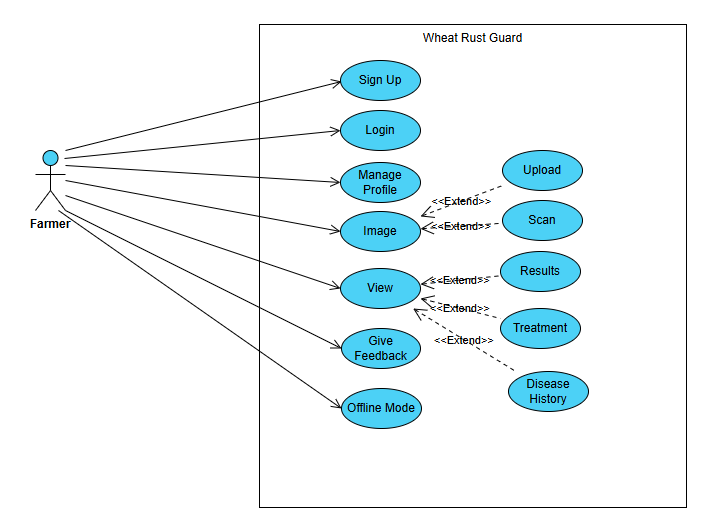 Wheat Rust Guard
Sign Up
Login
Manage
Profile
Image
View
Give
Feedback
Offline Mode
Farmer
Upload
<<Extend>>
Scan
<<Extend>>
Results
<<Extend>>
Treatment
<<Extend>>
Disease
History
<<Extend>>